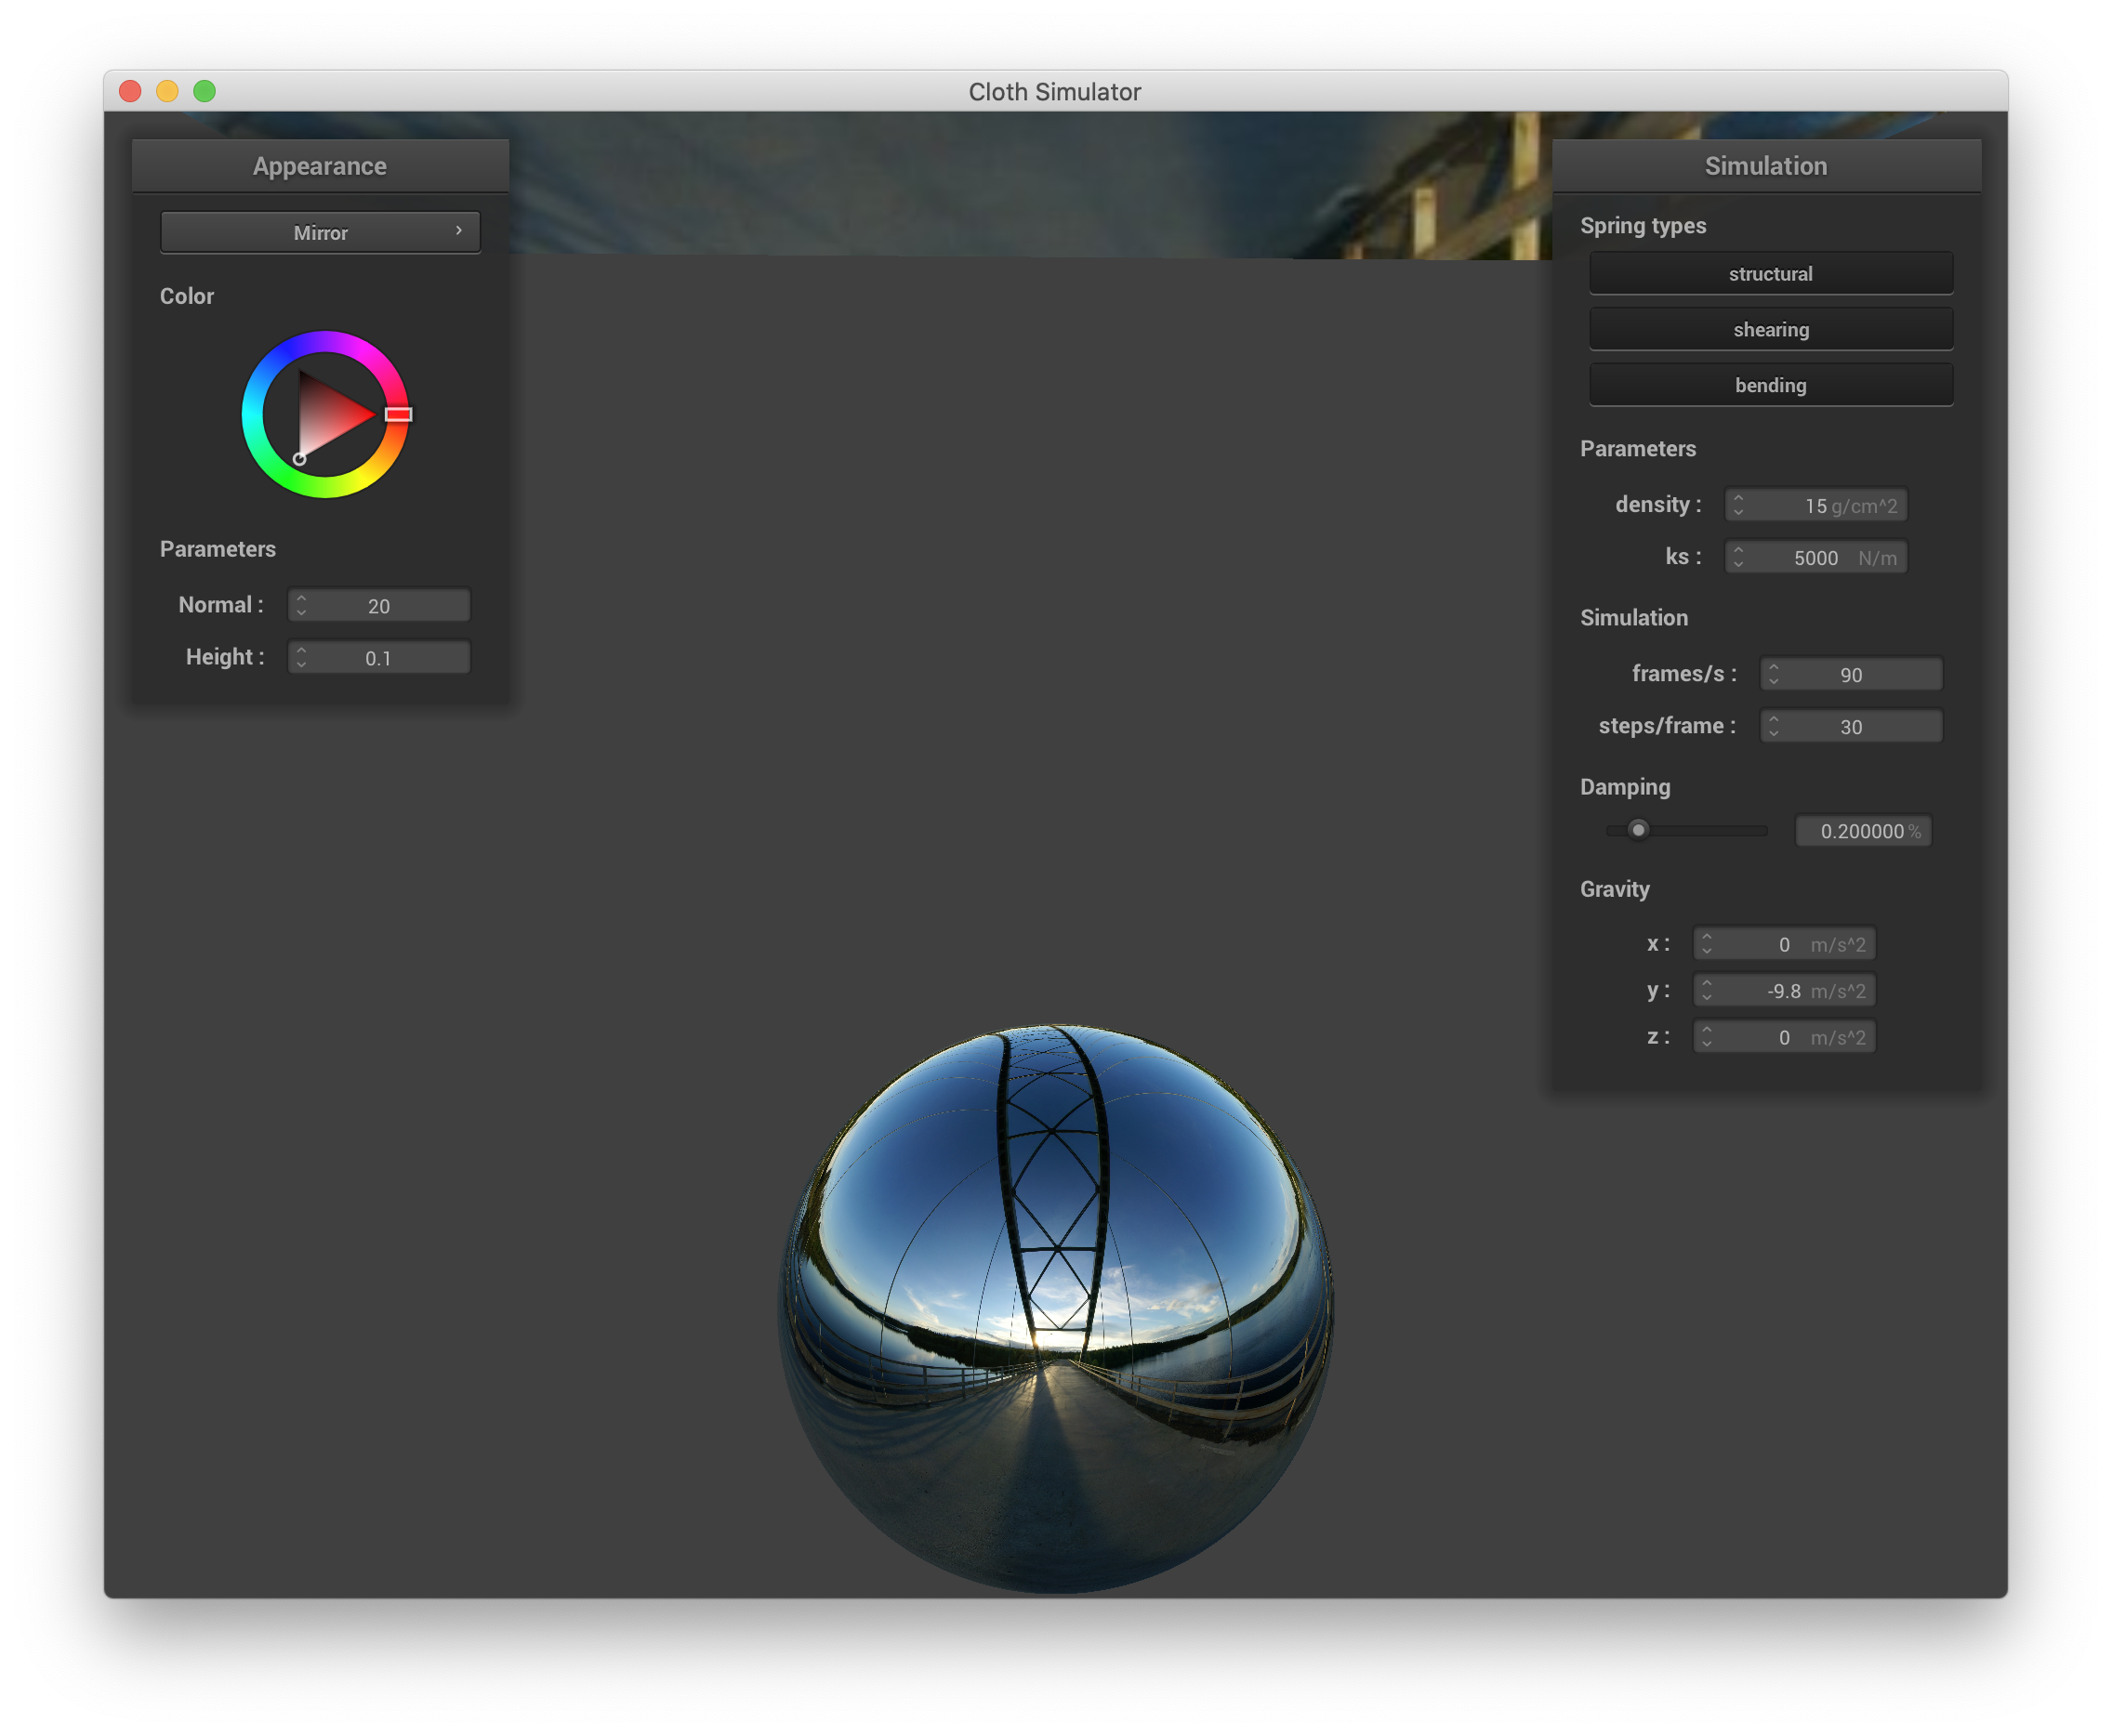 Cloth Simulator
Appearance
Mirror
Color
Parameters
Normal : 20
Height : 0.1
Simulation
Spring types
structural
shearing
bending
Parameters
density : 15 g/cm^2
ks : 5000 N/m
Simulation
frames/s : 90
steps/frame : 30
Damping
0.200000 %
Gravity
x : 0 m/s^2
y : -9.8 m/s^2
z : 0 m/s^2